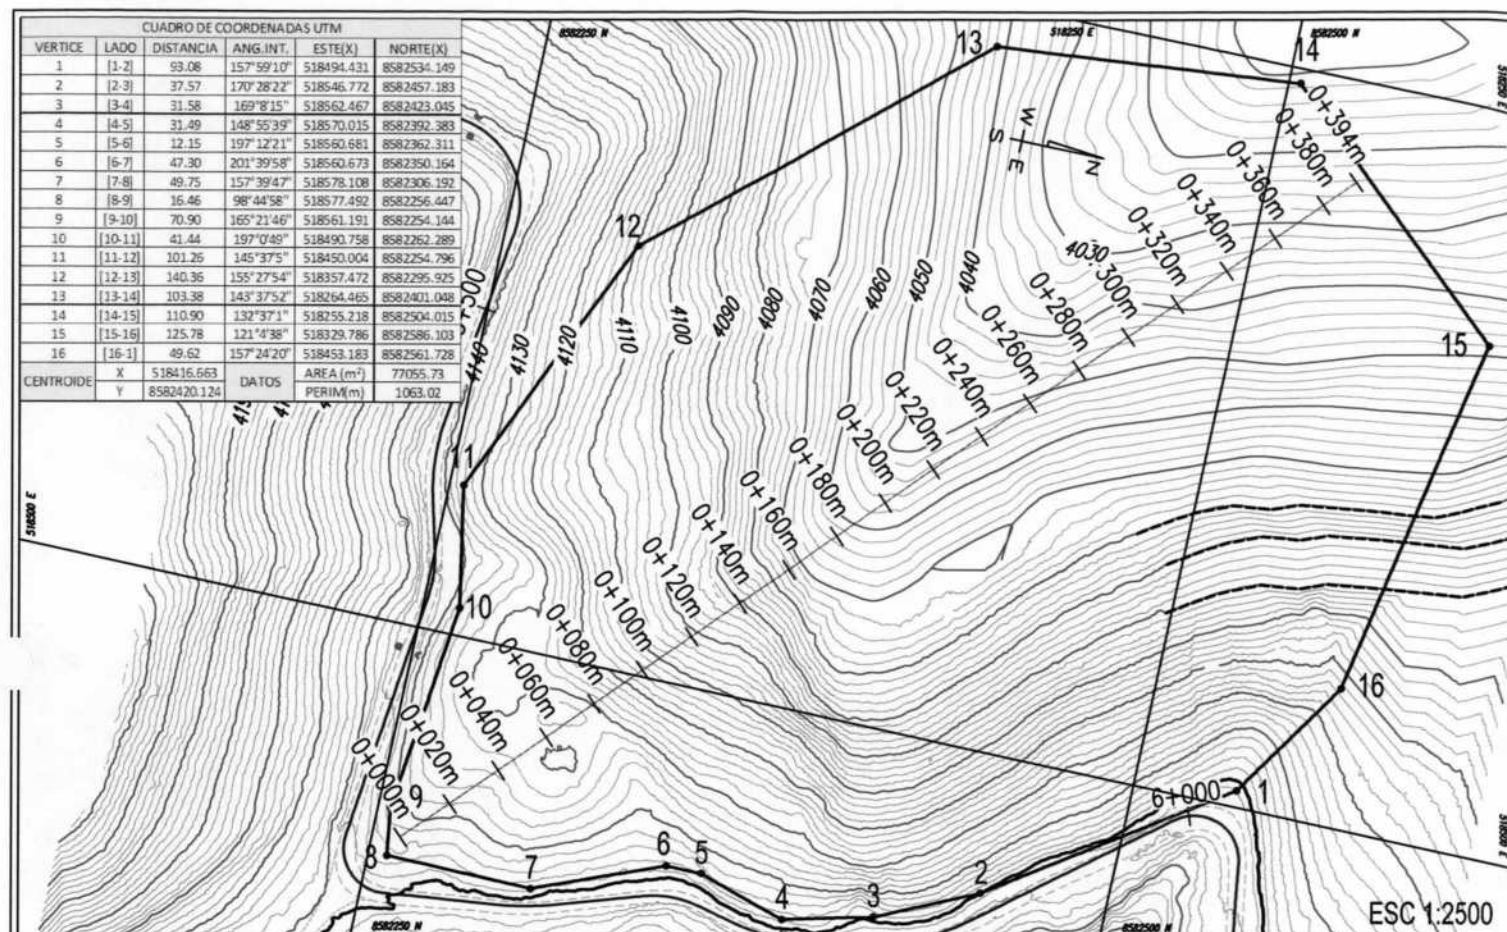 CUADRO DE COORDENADAS UTM
VERTICE LADO DISTANCIA ANG.INT. ESTE(X) NORTE(X)
1 [1-2] 93.08 157°59'10" 518494.431 8582534.149
2 [2-3] 37.57 170°28'22" 518546.772 8582457.183
3 [3-4] 31.58 169°8'15" 518562.467 8582423.045
4 [4-5] 31.49 148°55'39" 518570.015 8582392.383
5 [5-6] 12.15 197°12'21" 518560.681 8582362.311
6 [6-7] 47.30 201°39'58" 518560.673 8582350.164
7 [7-8] 49.75 157°39'47" 518578.108 8582306.192
8 [8-9] 16.46 98°44'58" 518577.492 8582256.447
9 [9-10] 70.90 165°21'46" 518561.191 8582254.144
10 [10-11] 41.44 197°0'49" 518490.758 8582262.289
11 [11-12] 101.26 145°37'5" 518450.004 8582254.796
12 [12-13] 140.36 155°27'54" 518357.472 8582295.925
13 [13-14] 103.38 143°37'52" 518264.465 8582401.048
14 [14-15] 110.90 132°37'1" 518255.218 8582504.015
15 [15-16] 125.78 121°4'38" 518329.786 8582586.103
16 [16-1] 49.62 157°24'20" 518453.183 8582561.728
CENTROIDE X 518416.663 DATOS AREA (m²) 77055.73
Y 8582420.124 PERIM(m) 1063.02
8582250 N
518250 E
8582500 N
13
14
W
S
E
N
12
15
11
10
16
9
8
7
6
5
4
3
2
1
4140
4130
4120
4110
4100
4090
4080
4070
4060
4050
4040
4030
0+394m
0+380m
0+360m
0+340m
0+320m
300m
0+280m
0+260m
0+240m
0+220m
0+200m
0+180m
0+160m
0+140m
0+120m
0+100m
0+080m
0+060m
0+040m
0+020m
0+000m
6+000
518500 E
518500 E
8582250 N
8582500 N
ESC 1:2500